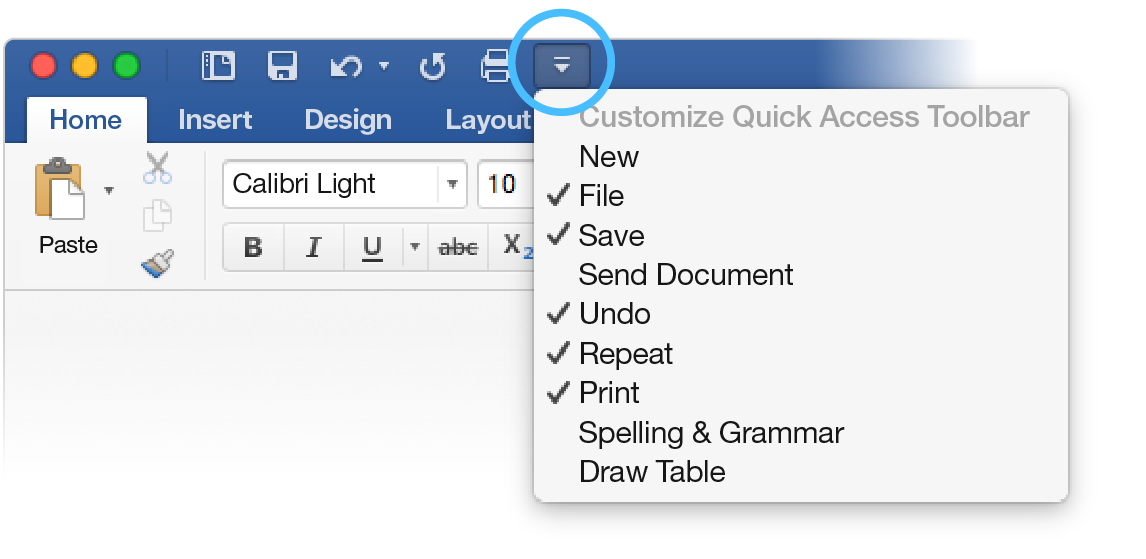 Home Insert Design Layout
Customize Quick Access Toolbar
New
File
Save
Send Document
Undo
Repeat
Print
Spelling & Grammar
Draw Table
Paste
Calibri Light 10
B I U abc X2